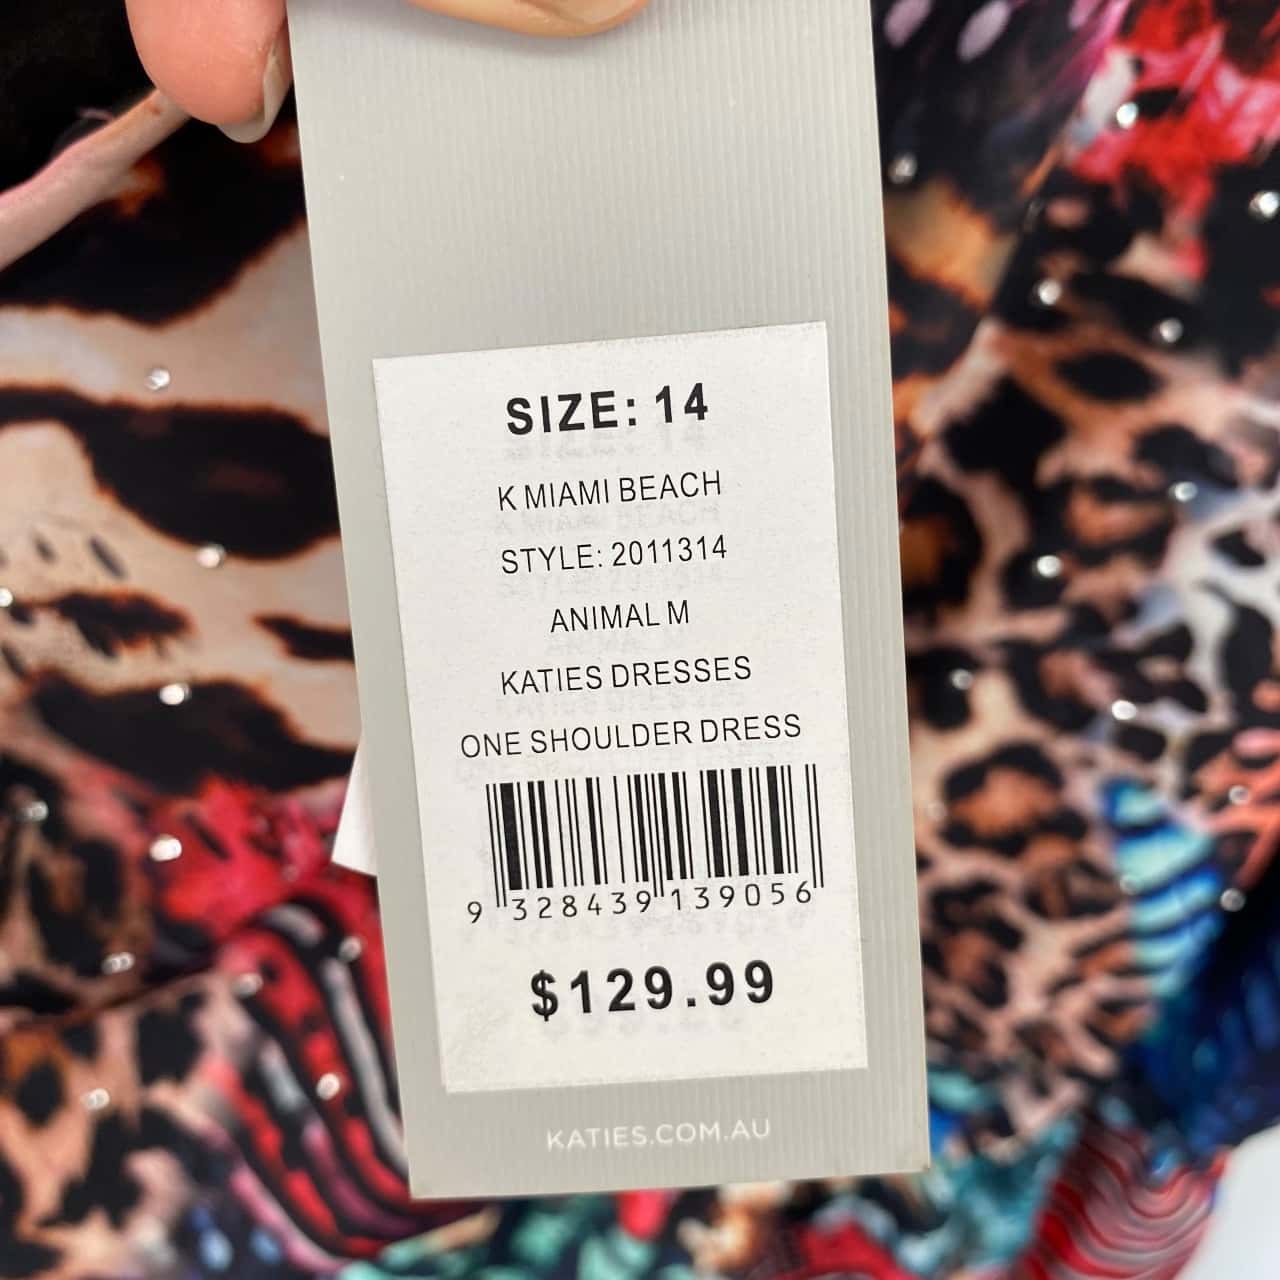 SIZE: 14
K MIAMI BEACH
STYLE: 2011314
ANIMAL M
KATIES DRESSES
ONE SHOULDER DRESS
9 328439 139056
$129.99
KATIES.COM.AU